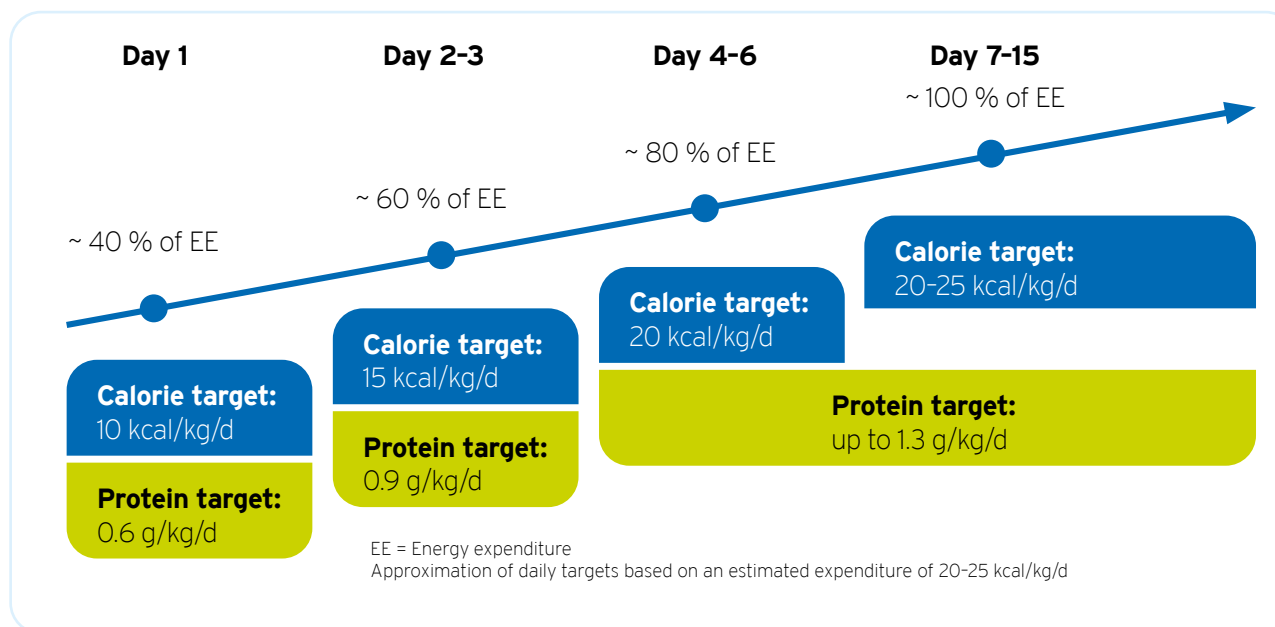 Day 1
Day 2–3
Day 4–6
Day 7–15
~ 40 % of EE
~ 60 % of EE
~ 80 % of EE
~ 100 % of EE
Calorie target:
10 kcal/kg/d
Protein target:
0.6 g/kg/d
Calorie target:
15 kcal/kg/d
Protein target:
0.9 g/kg/d
Calorie target:
20 kcal/kg/d
Calorie target:
20–25 kcal/kg/d
Protein target:
up to 1.3 g/kg/d
EE = Energy expenditure
Approximation of daily targets based on an estimated expenditure of 20–25 kcal/kg/d